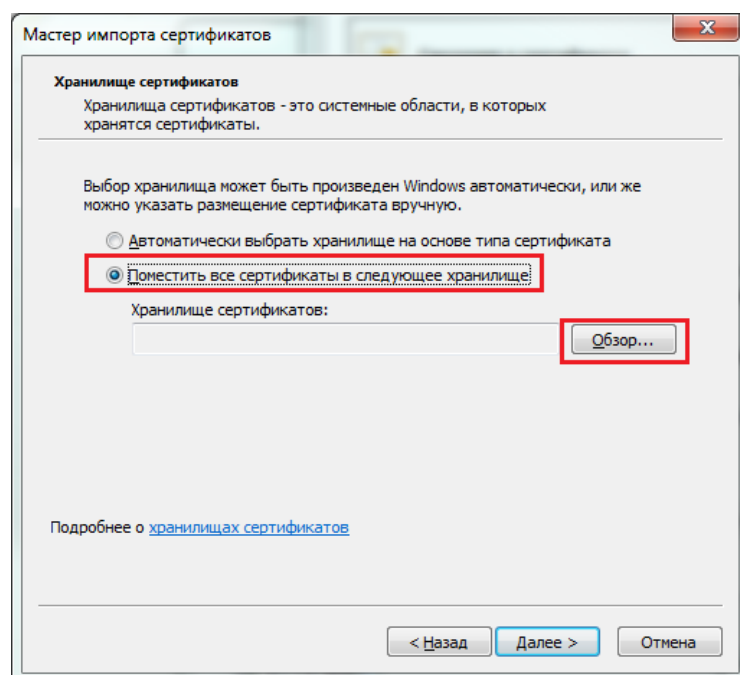 Мастер импорта сертификатов
Хранилище сертификатов
Хранилища сертификатов - это системные области, в которых
хранятся сертификаты.
Выбор хранилища может быть произведен Windows автоматически, или же
можно указать размещение сертификата вручную.
Автоматически выбрать хранилище на основе типа сертификата
Поместить все сертификаты в следующее хранилище
Хранилище сертификатов:
Обзор...
Подробнее о хранилищах сертификатов
< Назад Далее > Отмена